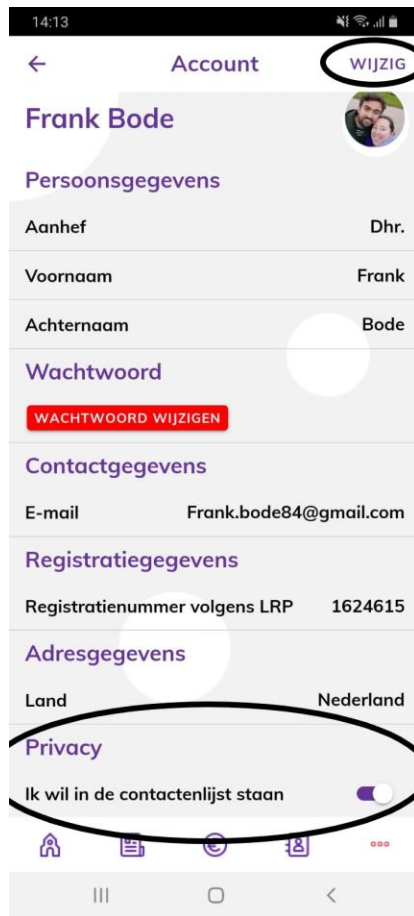 14:13
Account WIJZIG
Frank Bode
Persoonsgegevens
Aanhef Dhr.
Voornaam Frank
Achternaam Bode
Wachtwoord
WACHTWOORD WIJZIGEN
Contactgegevens
E-mail Frank.bode84@gmail.com
Registratiegegevens
Registratienummer volgens LRP 1624615
Adresgegevens
Land Nederland
Privacy
Ik wil in de contactenlijst staan